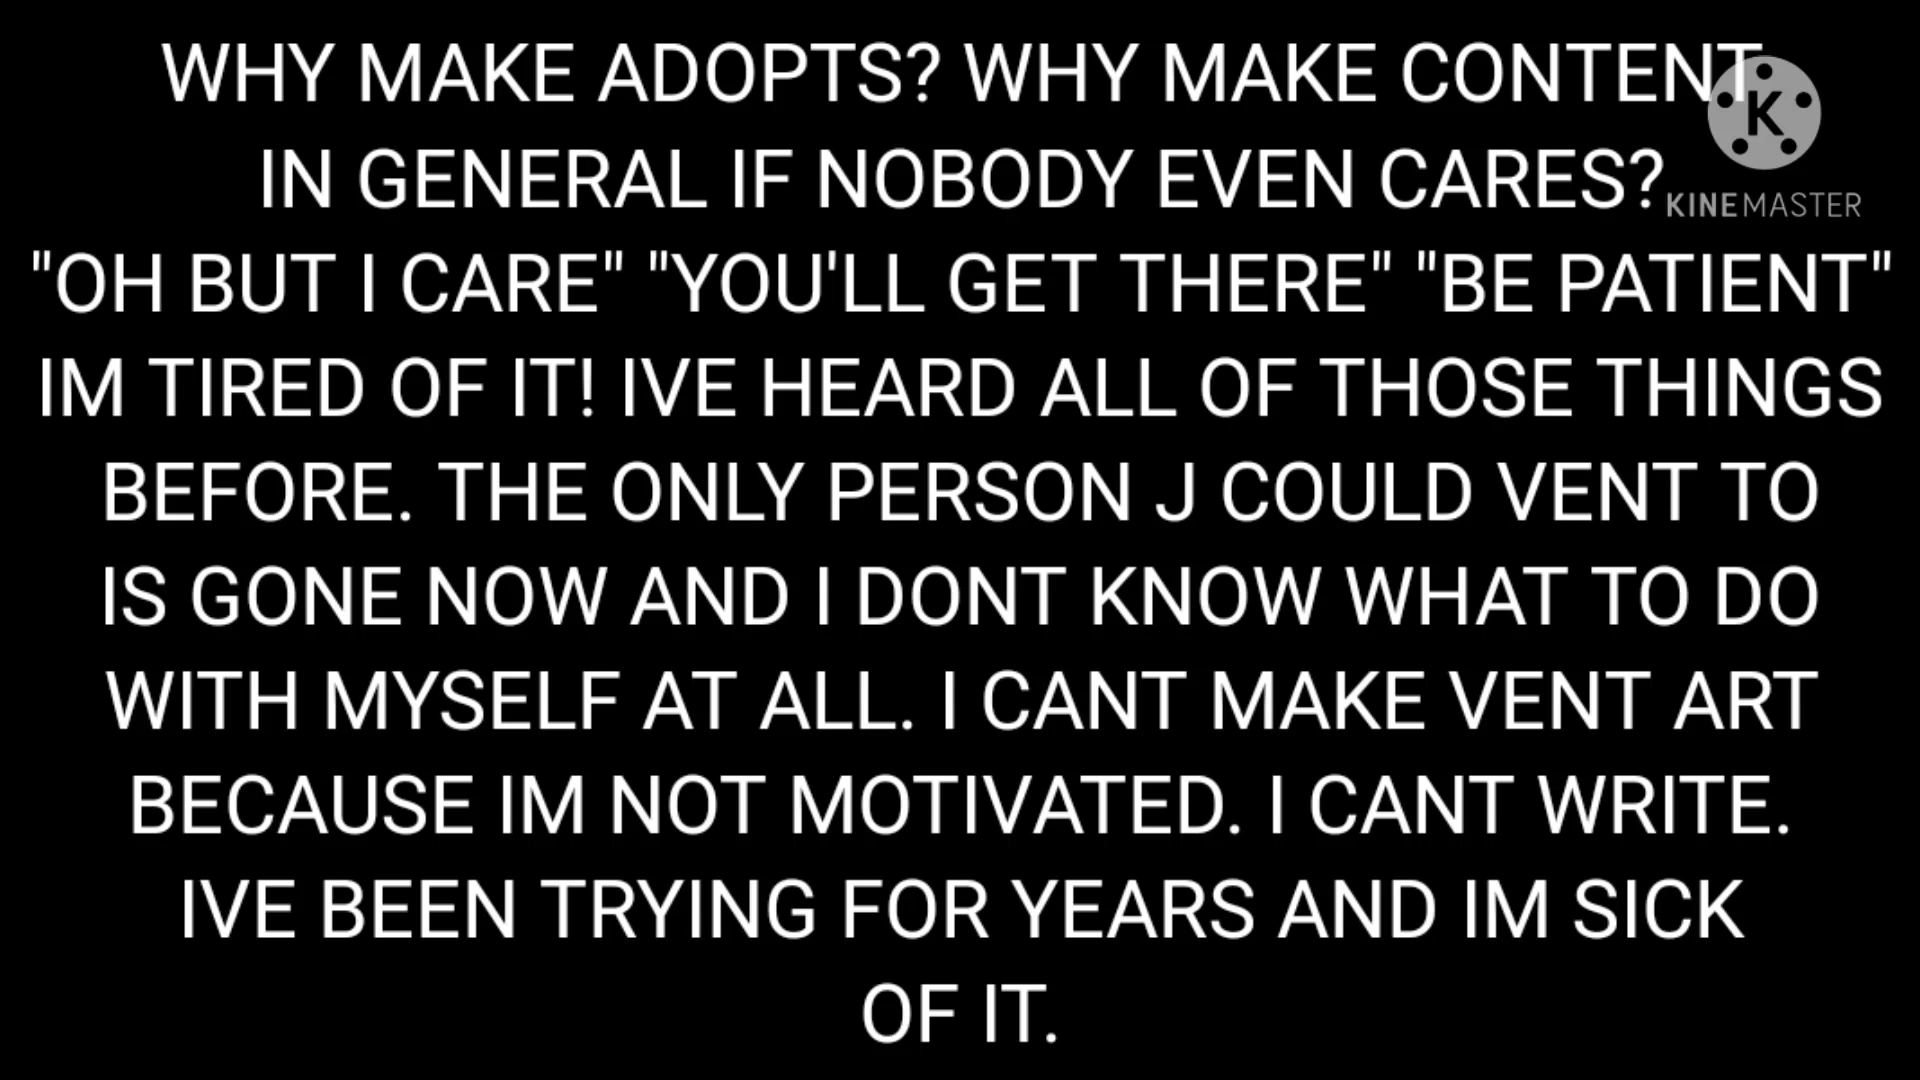 WHY MAKE ADOPTS? WHY MAKE CONTENT
IN GENERAL IF NOBODY EVEN CARES?
"OH BUT I CARE" "YOU'LL GET THERE" "BE PATIENT"
IM TIRED OF IT! IVE HEARD ALL OF THOSE THINGS
BEFORE. THE ONLY PERSON J COULD VENT TO
IS GONE NOW AND I DONT KNOW WHAT TO DO
WITH MYSELF AT ALL. I CANT MAKE VENT ART
BECAUSE IM NOT MOTIVATED. I CANT WRITE.
IVE BEEN TRYING FOR YEARS AND IM SICK
OF IT.
K
KINEMASTER